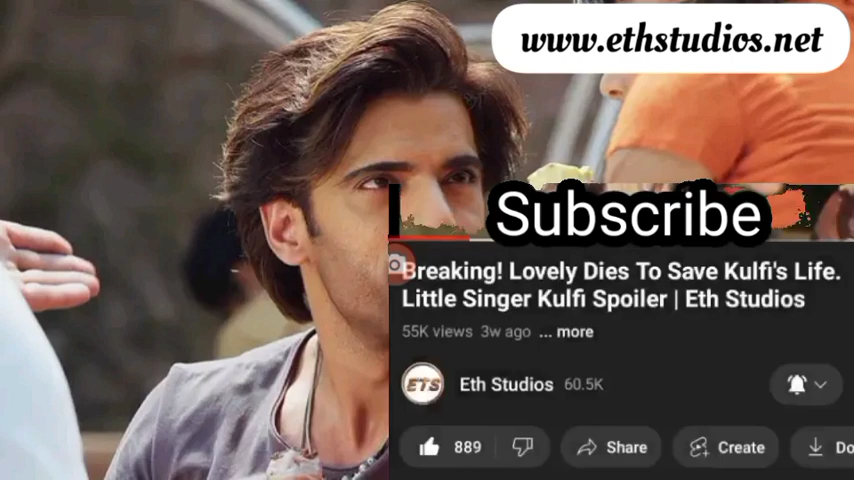 www.ethstudios.net
Subscribe
Breaking! Lovely Dies To Save Kulfi's Life.
Little Singer Kulfi Spoiler | Eth Studios
55K views 3w ago ... more
ETS Eth Studios 60.5K
889 Share Create Do